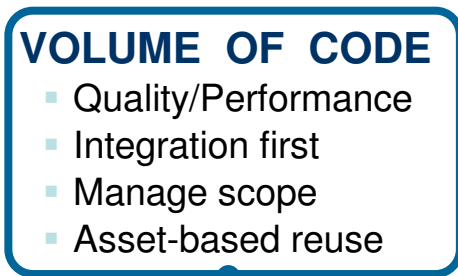 VOLUME OF CODE
Quality/Performance
Integration first
Manage scope
Asset-based reuse